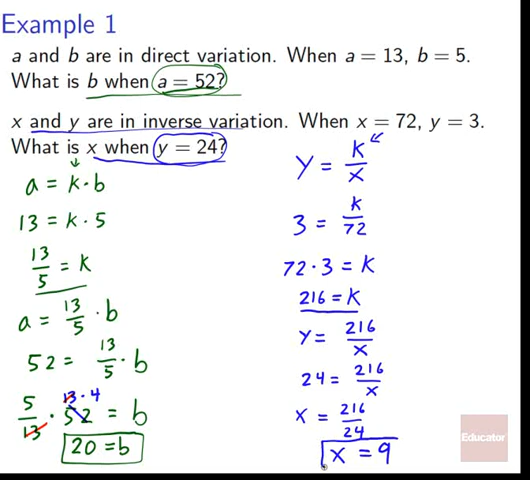 Example 1
a and b are in direct variation. When a = 13, b = 5.
What is b when a = 52?
x and y are in inverse variation. When x = 72, y = 3.
What is x when y = 24?
a = k · b
13 = k · 5
13/5 = k
a = 13/5 · b
52 = 13/5 · b
5/13 · 52 = b
13 · 4
20 = b
y = k/x
3 = k/72
72 · 3 = k
216 = k
y = 216/x
24 = 216/x
x = 216/24
x = 9
Educator